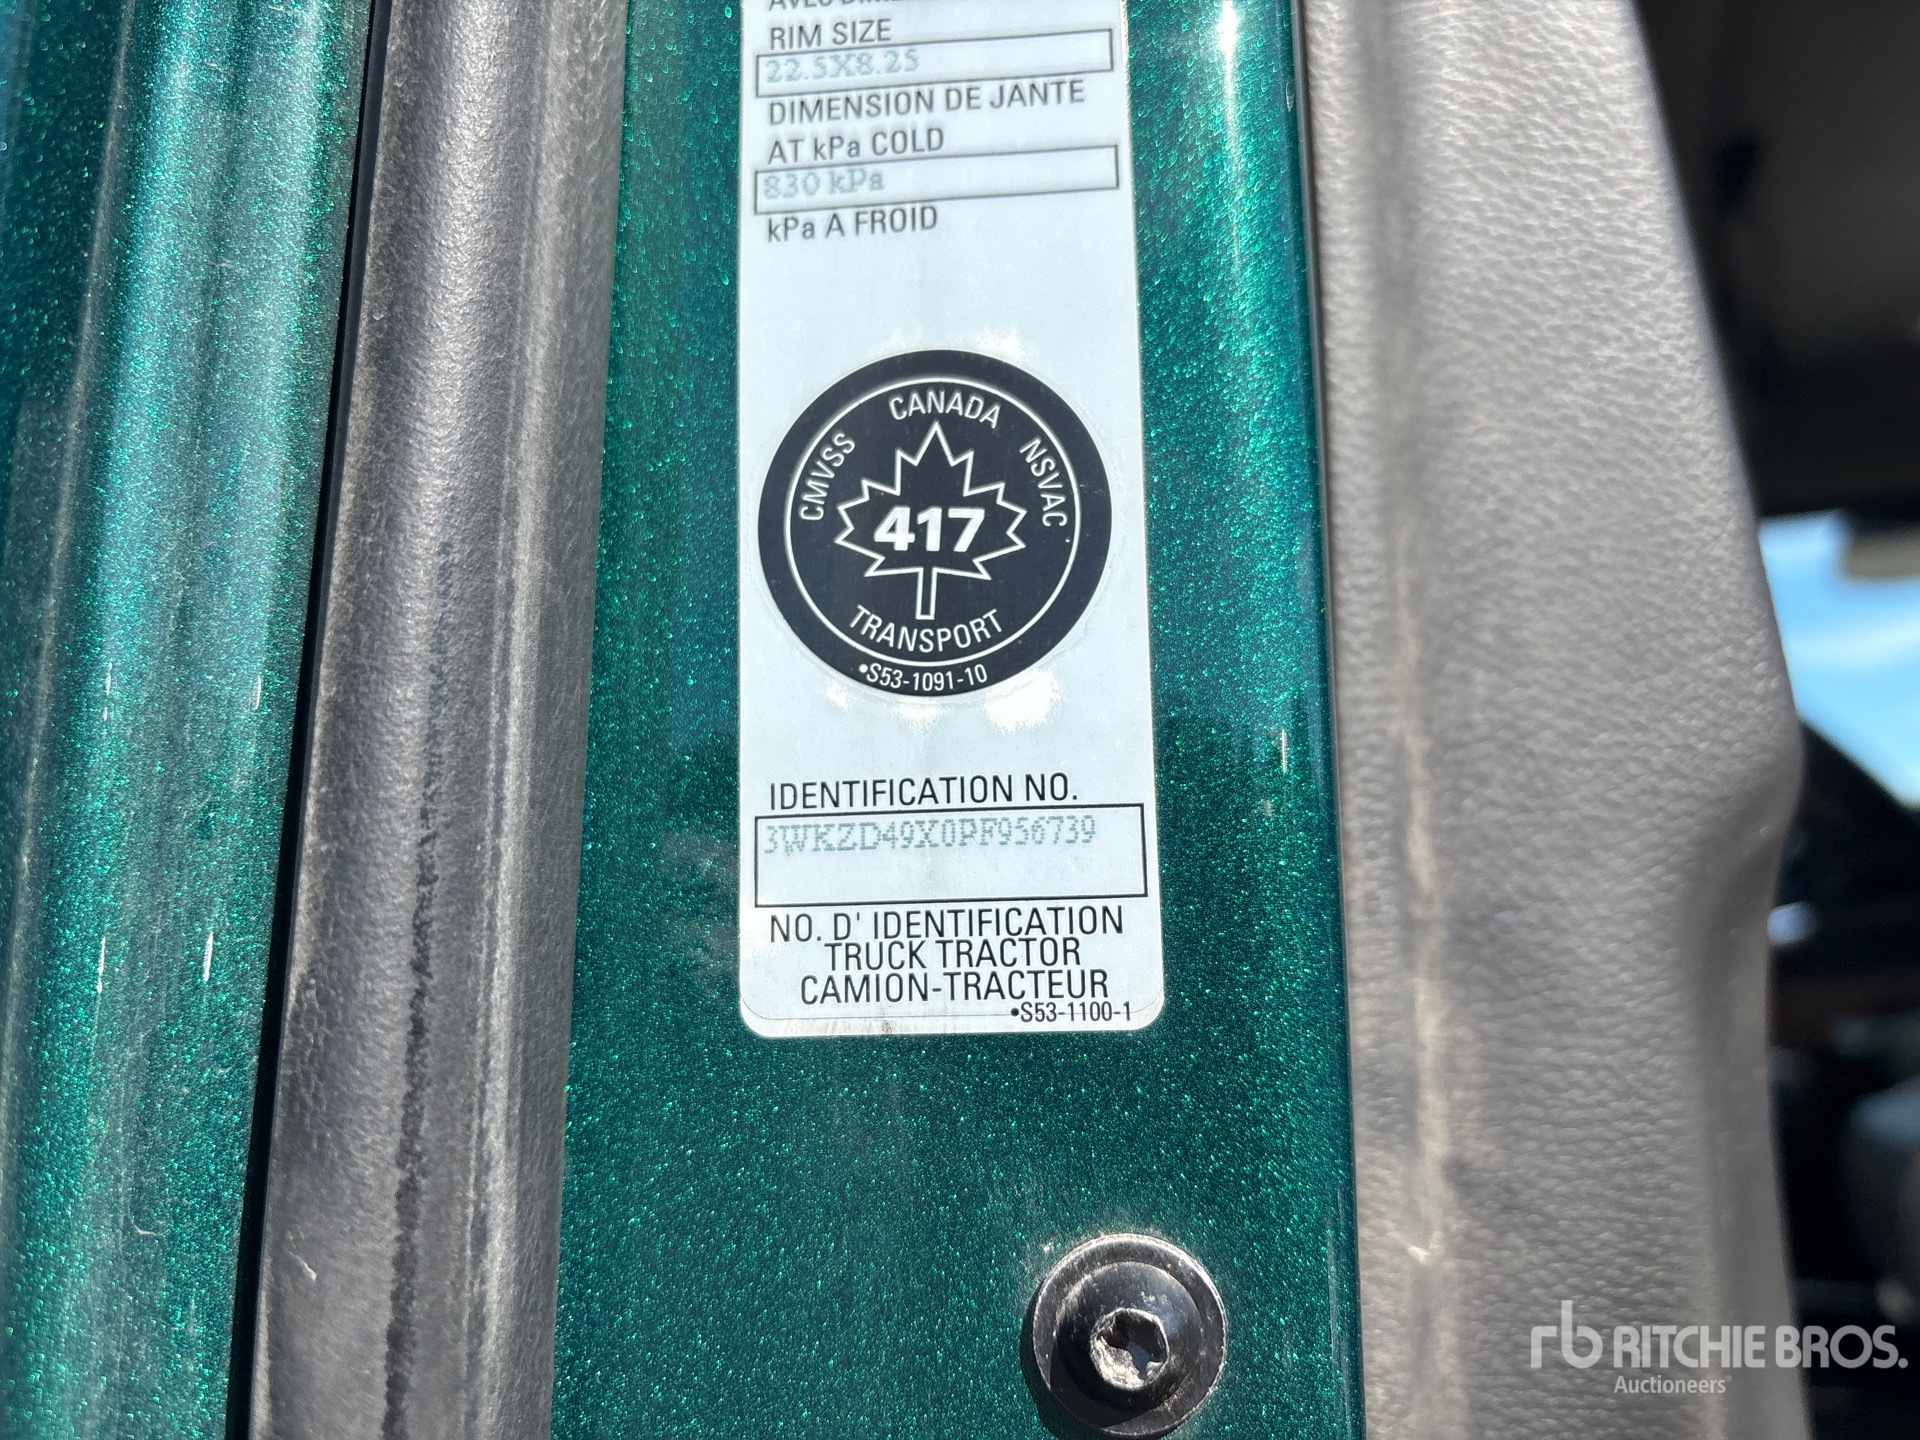 RIM SIZE
22.5X8.25
DIMENSION DE JANTE
AT kPa COLD
830 kPa
kPa A FROID
CANADA
CMVSS
NSVAC
417
TRANSPORT
•S53-1091-10
IDENTIFICATION NO.
3WKZD49X0PF956739
NO. D' IDENTIFICATION
TRUCK TRACTOR
CAMION-TRACTEUR
•S53-1100-1
rb RITCHIE BROS.
Auctioneers